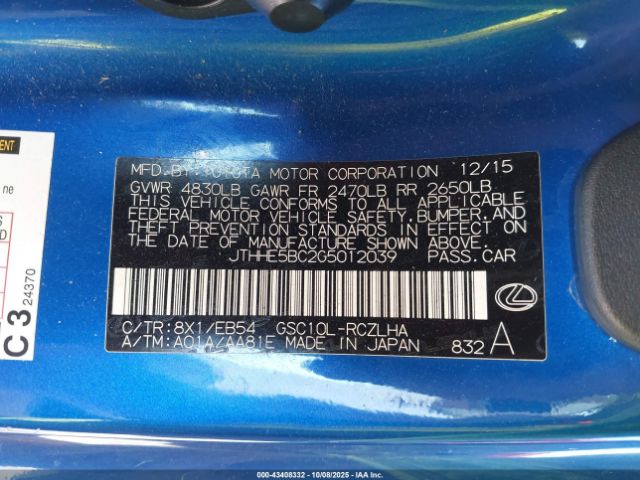 MFD. BY TOYOTA MOTOR CORPORATION 12/15
GVWR 4830LB GAWR FR 2470LB RR 2650LB
THIS VEHICLE CONFORMS TO ALL APPLICABLE
FEDERAL MOTOR VEHICLE SAFETY, BUMPER, AND
THEFT PREVENTION STANDARDS IN EFFECT ON
THE DATE OF MANUFACTURE SHOWN ABOVE.
JTHHE5BC2G5012039 PASS.CAR
C/TR: 8X1/EB54 GSC10L-RCZLHA
A/TM: A01A/AA81E MADE IN JAPAN 832 A
ne
D
C 3 24370
000-43408332 10/08/2025 IAA, Inc.